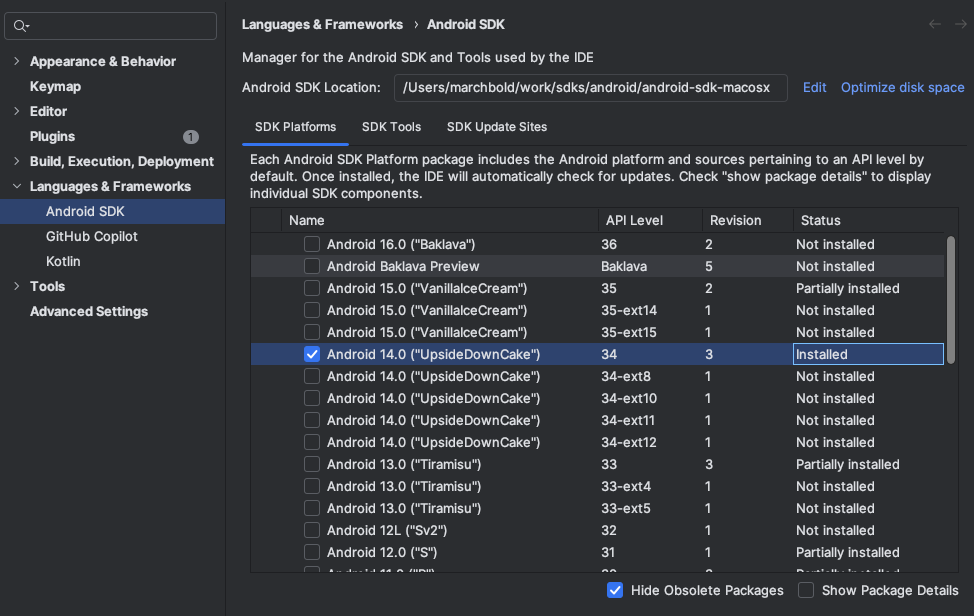 Languages & Frameworks › Android SDK
Appearance & Behavior
Keymap
Editor
Plugins 1
Build, Execution, Deployment
Languages & Frameworks
Android SDK
GitHub Copilot
Kotlin
Tools
Advanced Settings
Manager for the Android SDK and Tools used by the IDE
Android SDK Location: /Users/marchbold/work/sdks/android/android-sdk-macosx Edit Optimize disk space
SDK Platforms SDK Tools SDK Update Sites
Each Android SDK Platform package includes the Android platform and sources pertaining to an API level by
default. Once installed, the IDE will automatically check for updates. Check "show package details" to display
individual SDK components.
Name API Level Revision Status
Android 16.0 ("Baklava") 36 2 Not installed
Android Baklava Preview Baklava 5 Not installed
Android 15.0 ("VanillaIceCream") 35 2 Partially installed
Android 15.0 ("VanillaIceCream") 35-ext14 1 Not installed
Android 15.0 ("VanillaIceCream") 35-ext15 1 Not installed
Android 14.0 ("UpsideDownCake") 34 3 Installed
Android 14.0 ("UpsideDownCake") 34-ext8 1 Not installed
Android 14.0 ("UpsideDownCake") 34-ext10 1 Not installed
Android 14.0 ("UpsideDownCake") 34-ext11 1 Not installed
Android 14.0 ("UpsideDownCake") 34-ext12 1 Not installed
Android 13.0 ("Tiramisu") 33 3 Partially installed
Android 13.0 ("Tiramisu") 33-ext4 1 Not installed
Android 13.0 ("Tiramisu") 33-ext5 1 Not installed
Android 12L ("Sv2") 32 1 Not installed
Android 12.0 ("S") 31 1 Partially installed
Hide Obsolete Packages Show Package Details